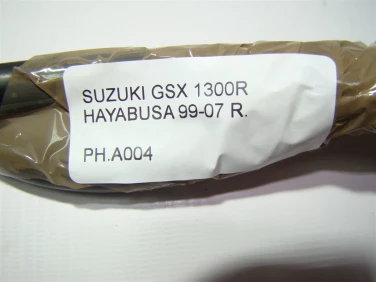 SUZUKI GSX 1300R
HAYABUSA 99-07 R.
PH.A004